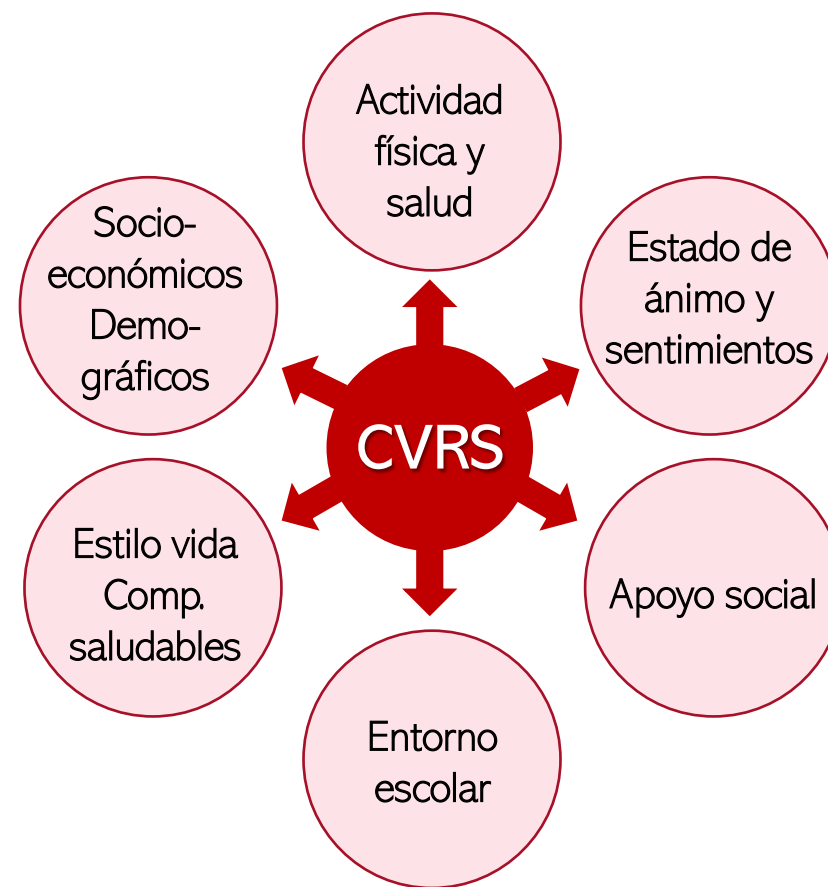 Actividad
física y
salud
Socio-
económicos
Demo-
gráficos
Estado de
ánimo y
sentimientos
CVRS
Estilo vida
Comp.
saludables
Apoyo social
Entorno
escolar